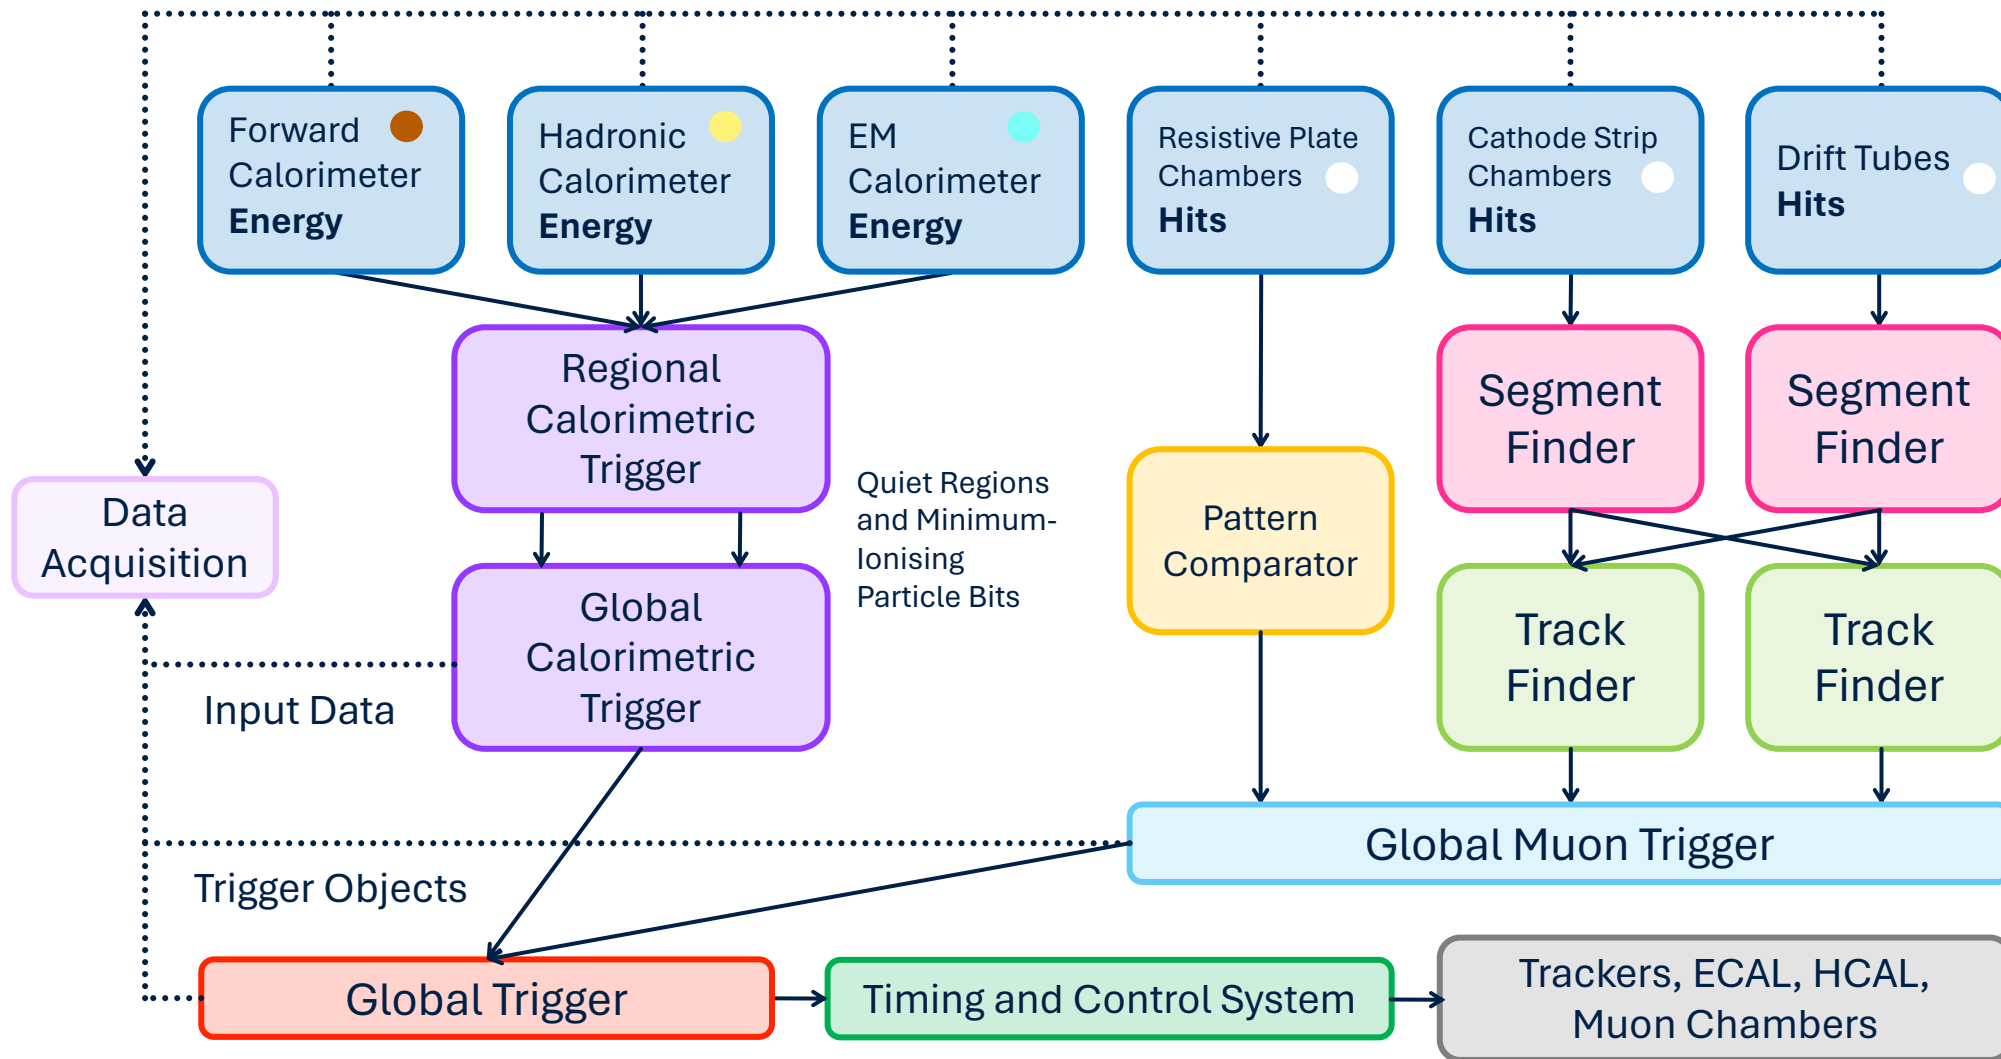 Forward
Calorimeter
Energy
Hadronic
Calorimeter
Energy
EM
Calorimeter
Energy
Resistive Plate
Chambers
Hits
Cathode Strip
Chambers
Hits
Drift Tubes
Hits
Regional
Calorimetric
Trigger
Segment
Finder
Segment
Finder
Data
Acquisition
Quiet Regions
and Minimum-
Ionising
Particle Bits
Pattern
Comparator
Global
Calorimetric
Trigger
Track
Finder
Track
Finder
Input Data
Global Muon Trigger
Trigger Objects
Global Trigger
Timing and Control System
Trackers, ECAL, HCAL,
Muon Chambers